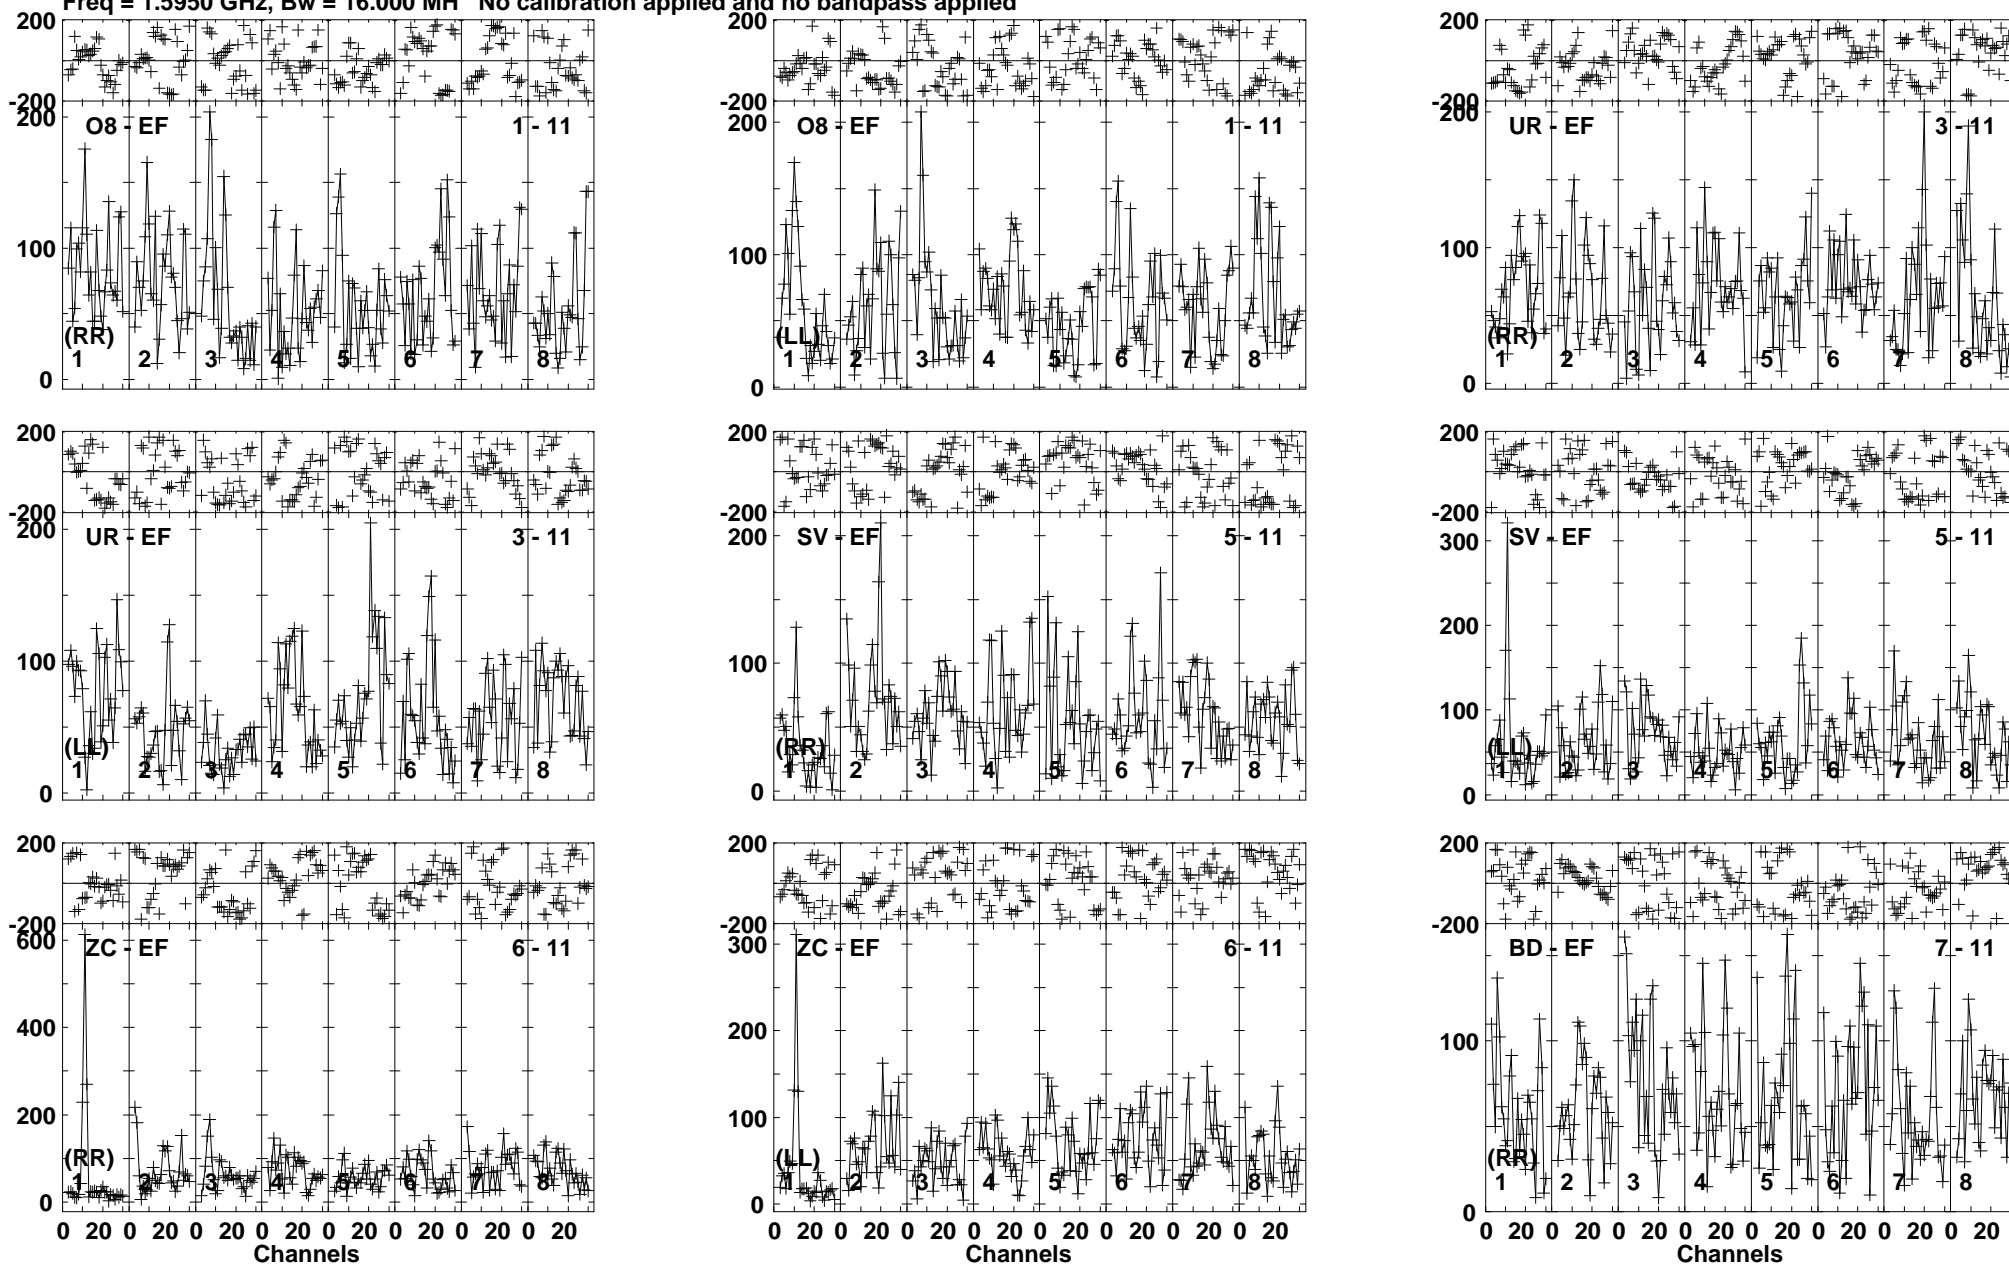 Freq = 1.5950 GHz, Bw = 16.000 MH No calibration applied and no bandpass applied
200 200 200
-200 -200 -200
200 O8 - EF 1 - 11 200 O8 - EF 1 - 11 200 UR - EF 3 - 11
100 100 100
(RR) (LL) (RR)
1 2 3 4 5 6 7 8 1 2 3 4 5 6 7 8 1 2 3 4 5 6 7 8
0 0 0
200 200 200
-200 -200 -200
200 UR - EF 3 - 11 200 SV - EF 5 - 11 300 SV - EF 5 - 11
200
100 100 100
(LL) (RR) (LL)
1 2 3 4 5 6 7 8 1 2 3 4 5 6 7 8 1 2 3 4 5 6 7 8
0 0 0
200 200 200
-200 -200 -200
600 ZC - EF 6 - 11 300 ZC - EF 6 - 11 BD - EF 7 - 11
400 200 100
200 100
(RR) (LL) (RR)
1 2 3 4 5 6 7 8 1 2 3 4 5 6 7 8 1 2 3 4 5 6 7 8
0 0 0
0 20 0 20 0 20 0 20 0 20 0 20 0 20 0 20 0 20 0 20 0 20 0 20 0 20 0 20 0 20 0 20 0 20 0 20 0 20 0 20 0 20 0 20 0 20 0 20
Channels Channels Channels